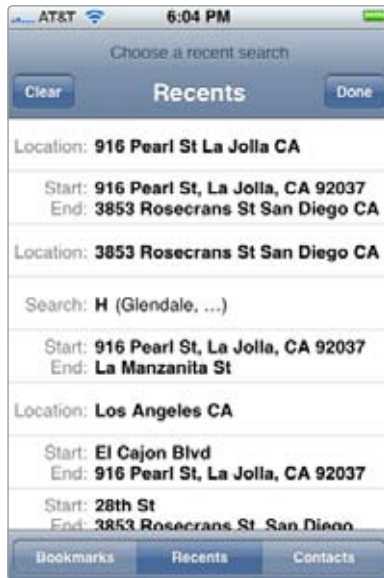 AT&T 6:04 PM
Choose a recent search
Clear Recents Done
Location: 916 Pearl St La Jolla CA
Start: 916 Pearl St, La Jolla, CA 92037
End: 3853 Rosecrans St San Diego CA
Location: 3853 Rosecrans St San Diego CA
Search: H (Glendale, ...)
Start: 916 Pearl St, La Jolla, CA 92037
End: La Manzanita St
Location: Los Angeles CA
Start: El Cajon Blvd
End: 916 Pearl St, La Jolla, CA 92037
Start: 28th St
End: 3853 Rosecrans St, San Diego
Bookmarks Recents Contacts